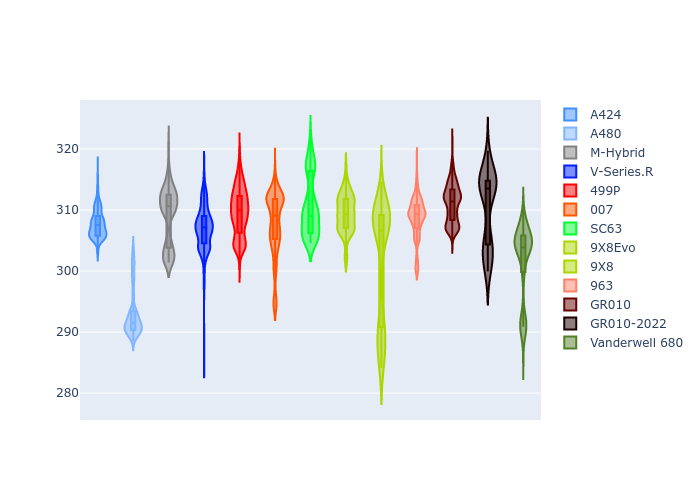 320
310
300
290
280
A424
A480
M-Hybrid
V-Series.R
499P
007
SC63
9X8Evo
9X8
963
GR010
GR010-2022
Vanderwell 680